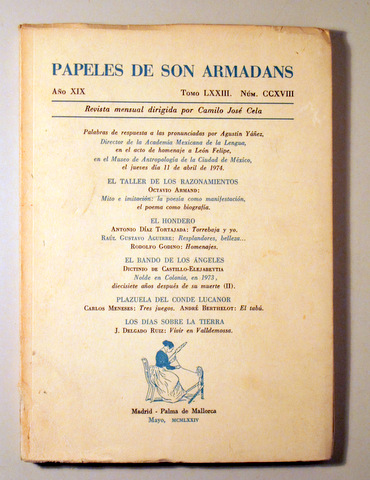 PAPELES DE SON ARMADANS
Año XIX Tomo LXXIII. Núm. CCXVIII
Revista mensual dirigida por Camilo José Cela
Palabras de respuesta a las pronunciadas por Agustín Yáñez,
Director de la Academia Mexicana de la Lengua,
en el acto de homenaje a León Felipe,
en el Museo de Antropología de la Ciudad de México,
el jueves día 11 de abril de 1974.
EL TALLER DE LOS RAZONAMIENTOS
Octavio Armand:
Mito e imitación: la poesía como manifestación,
el poema como biografía.
EL HONDERO
Antonio Díaz Tortajada: Torrebaja y yo.
Raúl Gustavo Aguirre: Resplandores, belleza...
Rodolfo Godino: Homenajes.
EL BANDO DE LOS ÁNGELES
Dictinio de Castillo-Elejabeytia
Nolde en Colonia, en 1973,
diecisiete años después de su muerte (II).
PLAZUELA DEL CONDE LUCANOR
Carlos Meneses: Tres juegos. André Berthelot: El tabú.
LOS DIAS SOBRE LA TIERRA
J. Delgado Ruiz: Vivir en Valldemossa.
Madrid - Palma de Mallorca
Mayo, MCMLXXIV